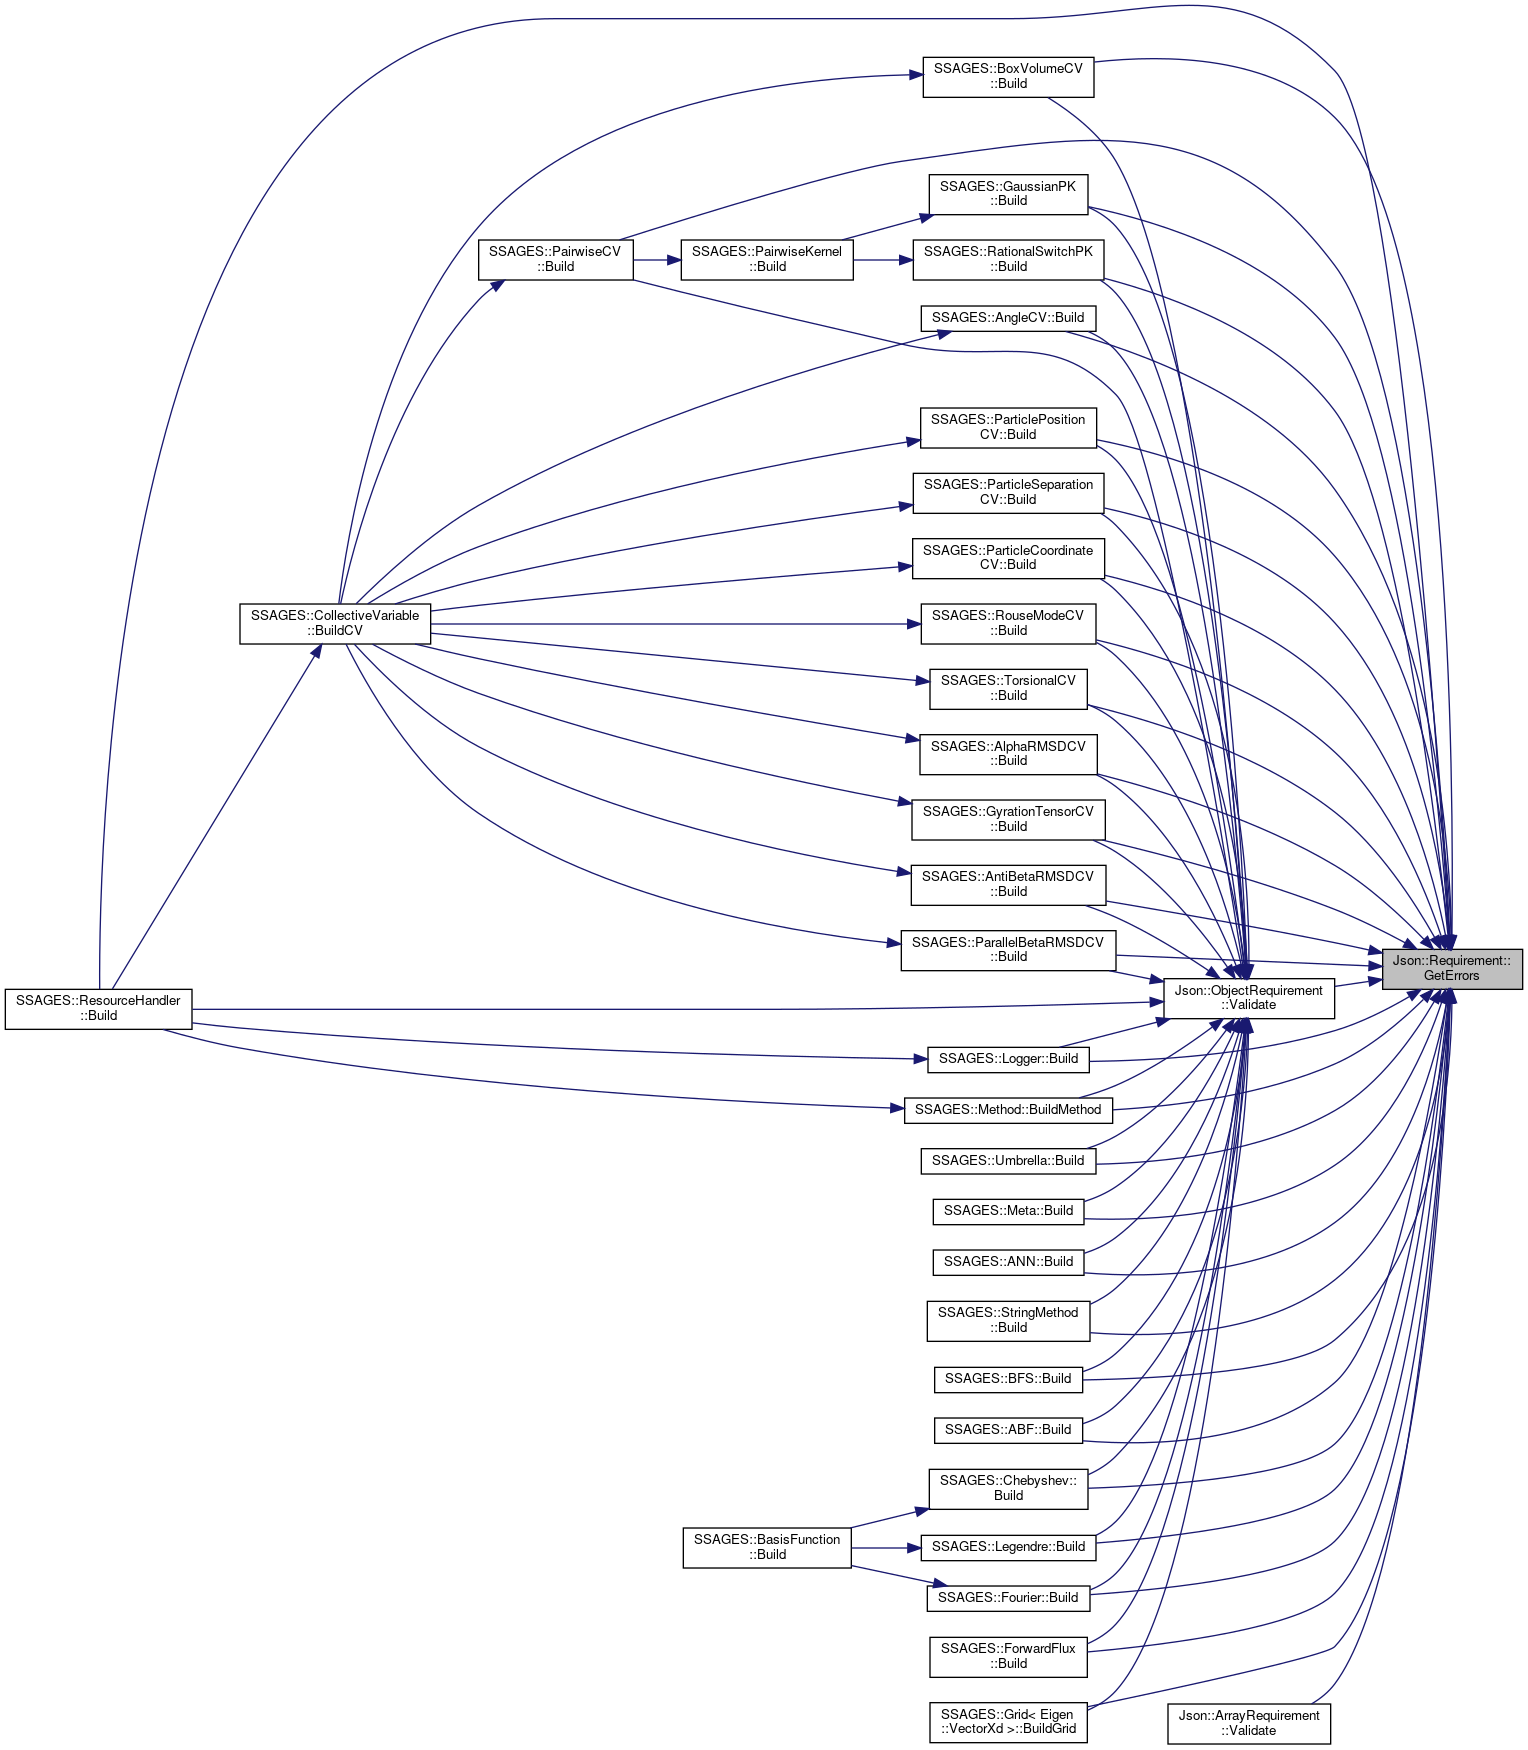 SSAGES::BoxVolumeCV
::Build
SSAGES::GaussianPK
::Build
SSAGES::PairwiseCV
::Build
SSAGES::PairwiseKernel
::Build
SSAGES::RationalSwitchPK
::Build
SSAGES::AngleCV::Build
SSAGES::ParticlePosition
CV::Build
SSAGES::ParticleSeparation
CV::Build
SSAGES::ParticleCoordinate
CV::Build
SSAGES::CollectiveVariable
::BuildCV
SSAGES::RouseModeCV
::Build
SSAGES::TorsionalCV
::Build
SSAGES::AlphaRMSDCV
::Build
SSAGES::GyrationTensorCV
::Build
SSAGES::AntiBetaRMSDCV
::Build
SSAGES::ParallelBetaRMSDCV
::Build
Json::Requirement::
GetErrors
SSAGES::ResourceHandler
::Build
Json::ObjectRequirement
::Validate
SSAGES::Logger::Build
SSAGES::Method::BuildMethod
SSAGES::Umbrella::Build
SSAGES::Meta::Build
SSAGES::ANN::Build
SSAGES::StringMethod
::Build
SSAGES::BFS::Build
SSAGES::ABF::Build
SSAGES::Chebyshev::
Build
SSAGES::BasisFunction
::Build
SSAGES::Legendre::Build
SSAGES::Fourier::Build
SSAGES::ForwardFlux
::Build
SSAGES::Grid< Eigen
::VectorXd >::BuildGrid
Json::ArrayRequirement
::Validate